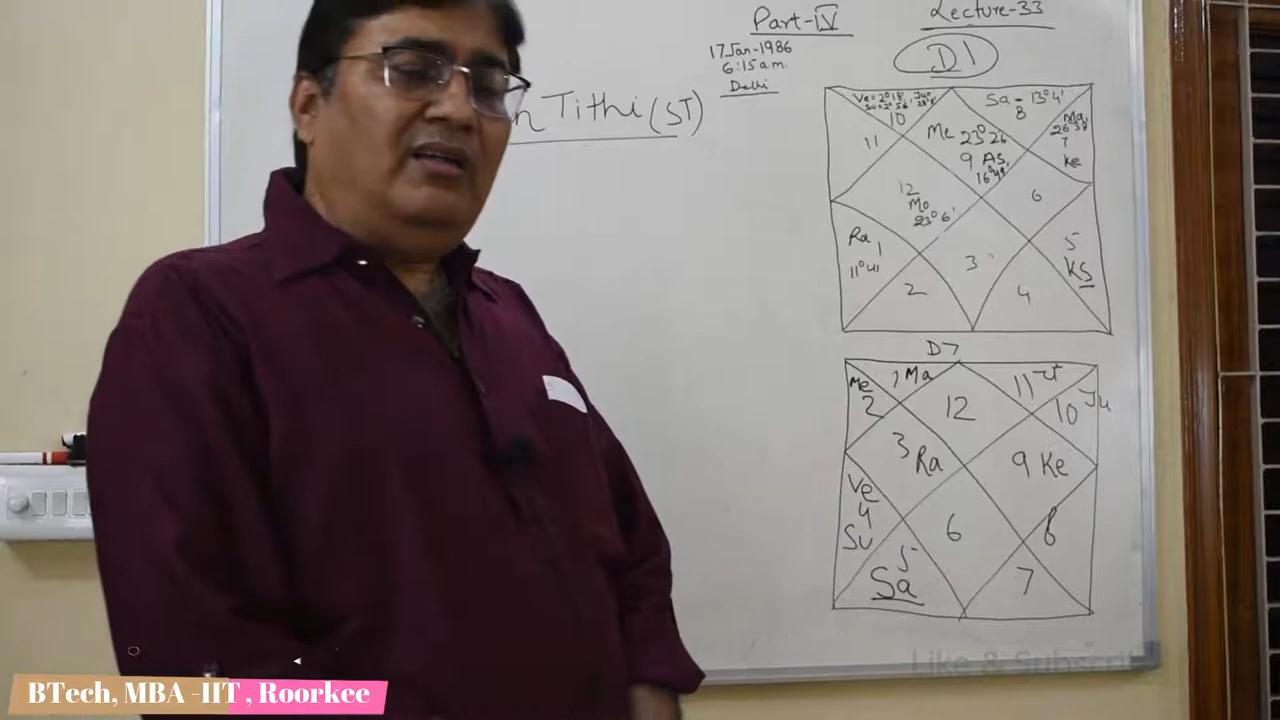 Part-IV
Lecture-33
17 Jan-1986
6:15 a.m.
Delhi
D1
Tithi (ST)
Sa - 13°4'
8
10
11
Me 23°26
9 As,
7
Ke
12
Mo
23°6'
6
Ra 1
11°41
5
KS
3
2
4
D7
Me
1 Ma
11
Ju
2
12
10
3 Ra
9 Ke
Ve
4
Su
6
8
5
Sa
7
Like & Subscribe
BTech, MBA -IIT , Roorkee